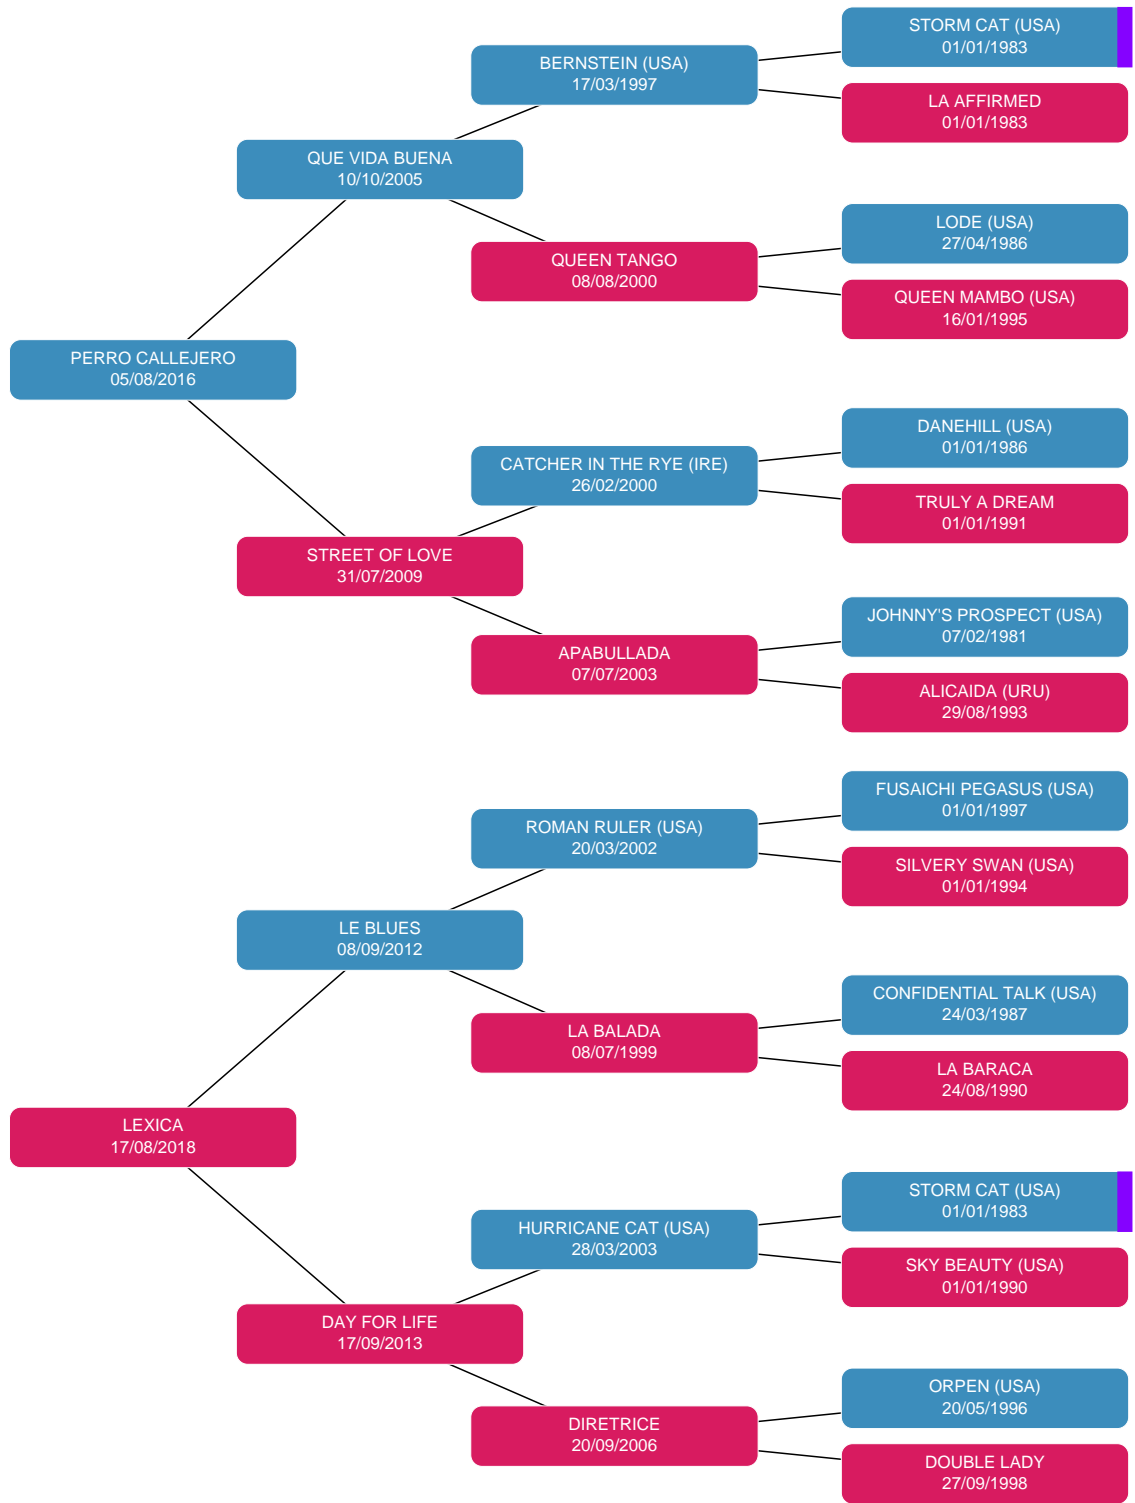 STORM CAT (USA)
01/01/1983
BERNSTEIN (USA)
17/03/1997
LA AFFIRMED
01/01/1983
QUE VIDA BUENA
10/10/2005
LODE (USA)
27/04/1986
QUEEN TANGO
08/08/2000
QUEEN MAMBO (USA)
16/01/1995
PERRO CALLEJERO
05/08/2016
DANEHILL (USA)
01/01/1986
CATCHER IN THE RYE (IRE)
26/02/2000
TRULY A DREAM
01/01/1991
STREET OF LOVE
31/07/2009
JOHNNY'S PROSPECT (USA)
07/02/1981
APABULLADA
07/07/2003
ALICAIDA (URU)
29/08/1993
FUSAICHI PEGASUS (USA)
01/01/1997
ROMAN RULER (USA)
20/03/2002
SILVERY SWAN (USA)
01/01/1994
LE BLUES
08/09/2012
CONFIDENTIAL TALK (USA)
24/03/1987
LA BALADA
08/07/1999
LA BARACA
24/08/1990
LEXICA
17/08/2018
STORM CAT (USA)
01/01/1983
HURRICANE CAT (USA)
28/03/2003
SKY BEAUTY (USA)
01/01/1990
DAY FOR LIFE
17/09/2013
ORPEN (USA)
20/05/1996
DIRETRICE
20/09/2006
DOUBLE LADY
27/09/1998